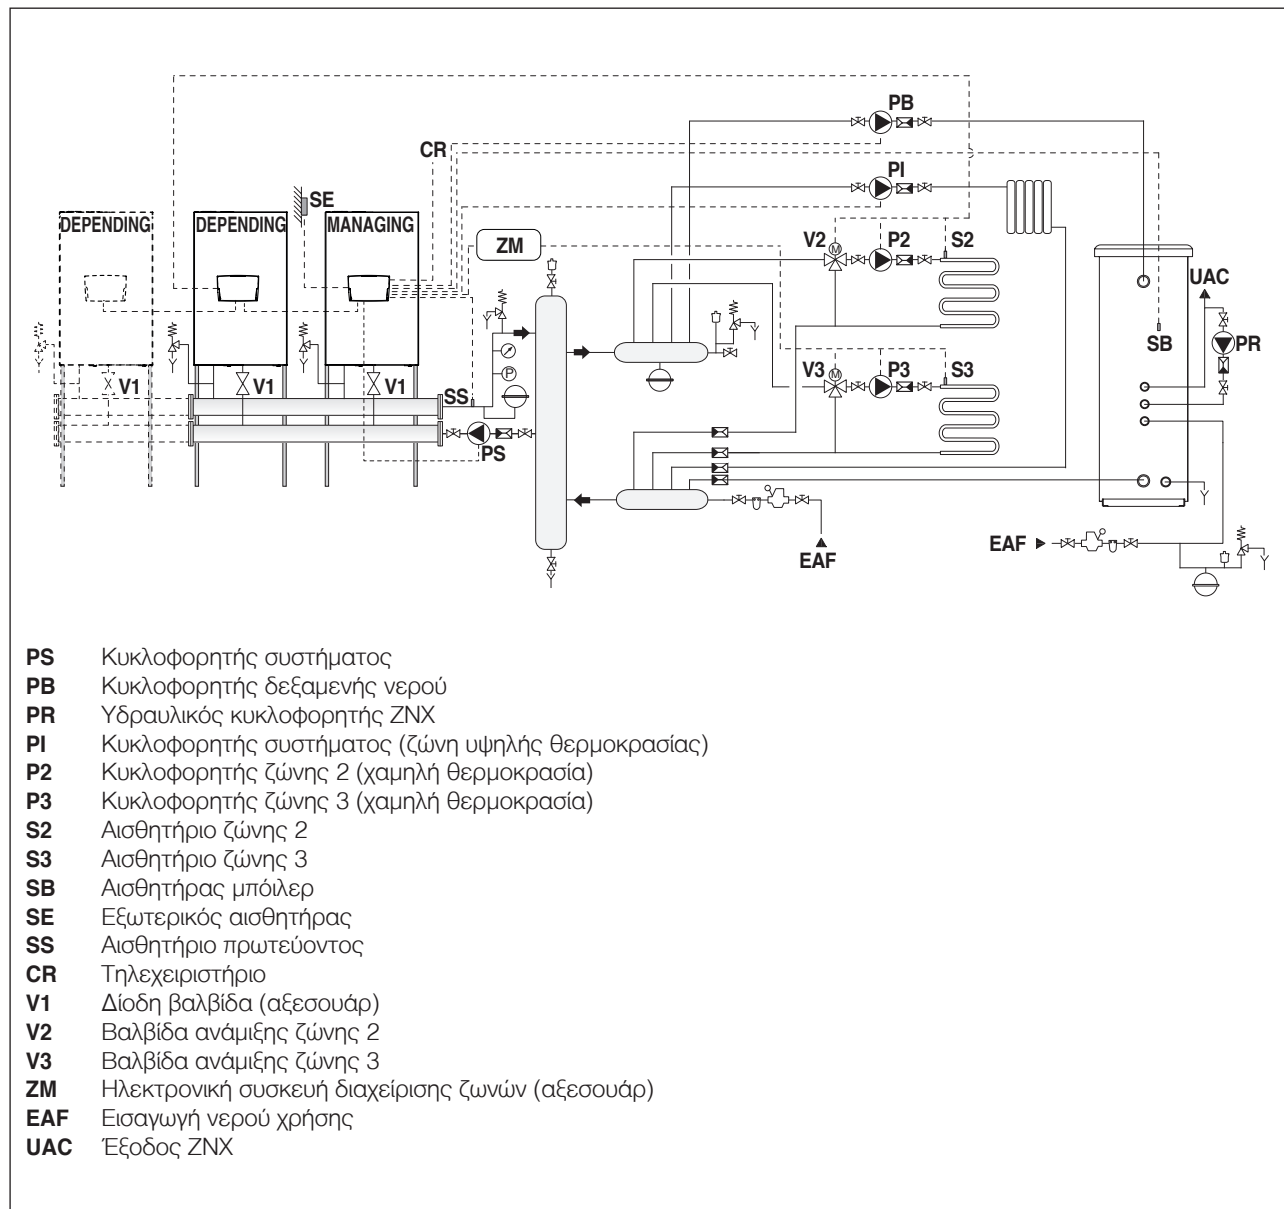 PB
CR
PI
SE
DEPENDING
DEPENDING
MANAGING
ZM
V2
P2
S2
M
UAC
SB
PR
V3
P3
S3
M
V1
V1
V1
SS
P
PS
EAF
EAF
PS Κυκλοφορητής συστήματος
PB Κυκλοφορητής δεξαμενής νερού
PR Υδραυλικός κυκλοφορητής ΖΝΧ
PI Κυκλοφορητής συστήματος (ζώνη υψηλής θερμοκρασίας)
P2 Κυκλοφορητής ζώνης 2 (χαμηλή θερμοκρασία)
P3 Κυκλοφορητής ζώνης 3 (χαμηλή θερμοκρασία)
S2 Αισθητήριο ζώνης 2
S3 Αισθητήριο ζώνης 3
SB Αισθητήρας μπόιλερ
SE Εξωτερικός αισθητήρας
SS Αισθητήριο πρωτεύοντος
CR Τηλεχειριστήριο
V1 Δίοδη βαλβίδα (αξεσουάρ)
V2 Βαλβίδα ανάμιξης ζώνης 2
V3 Βαλβίδα ανάμιξης ζώνης 3
ZM Ηλεκτρονική συσκευή διαχείρισης ζωνών (αξεσουάρ)
EAF Εισαγωγή νερού χρήσης
UAC Έξοδος ΖΝΧ